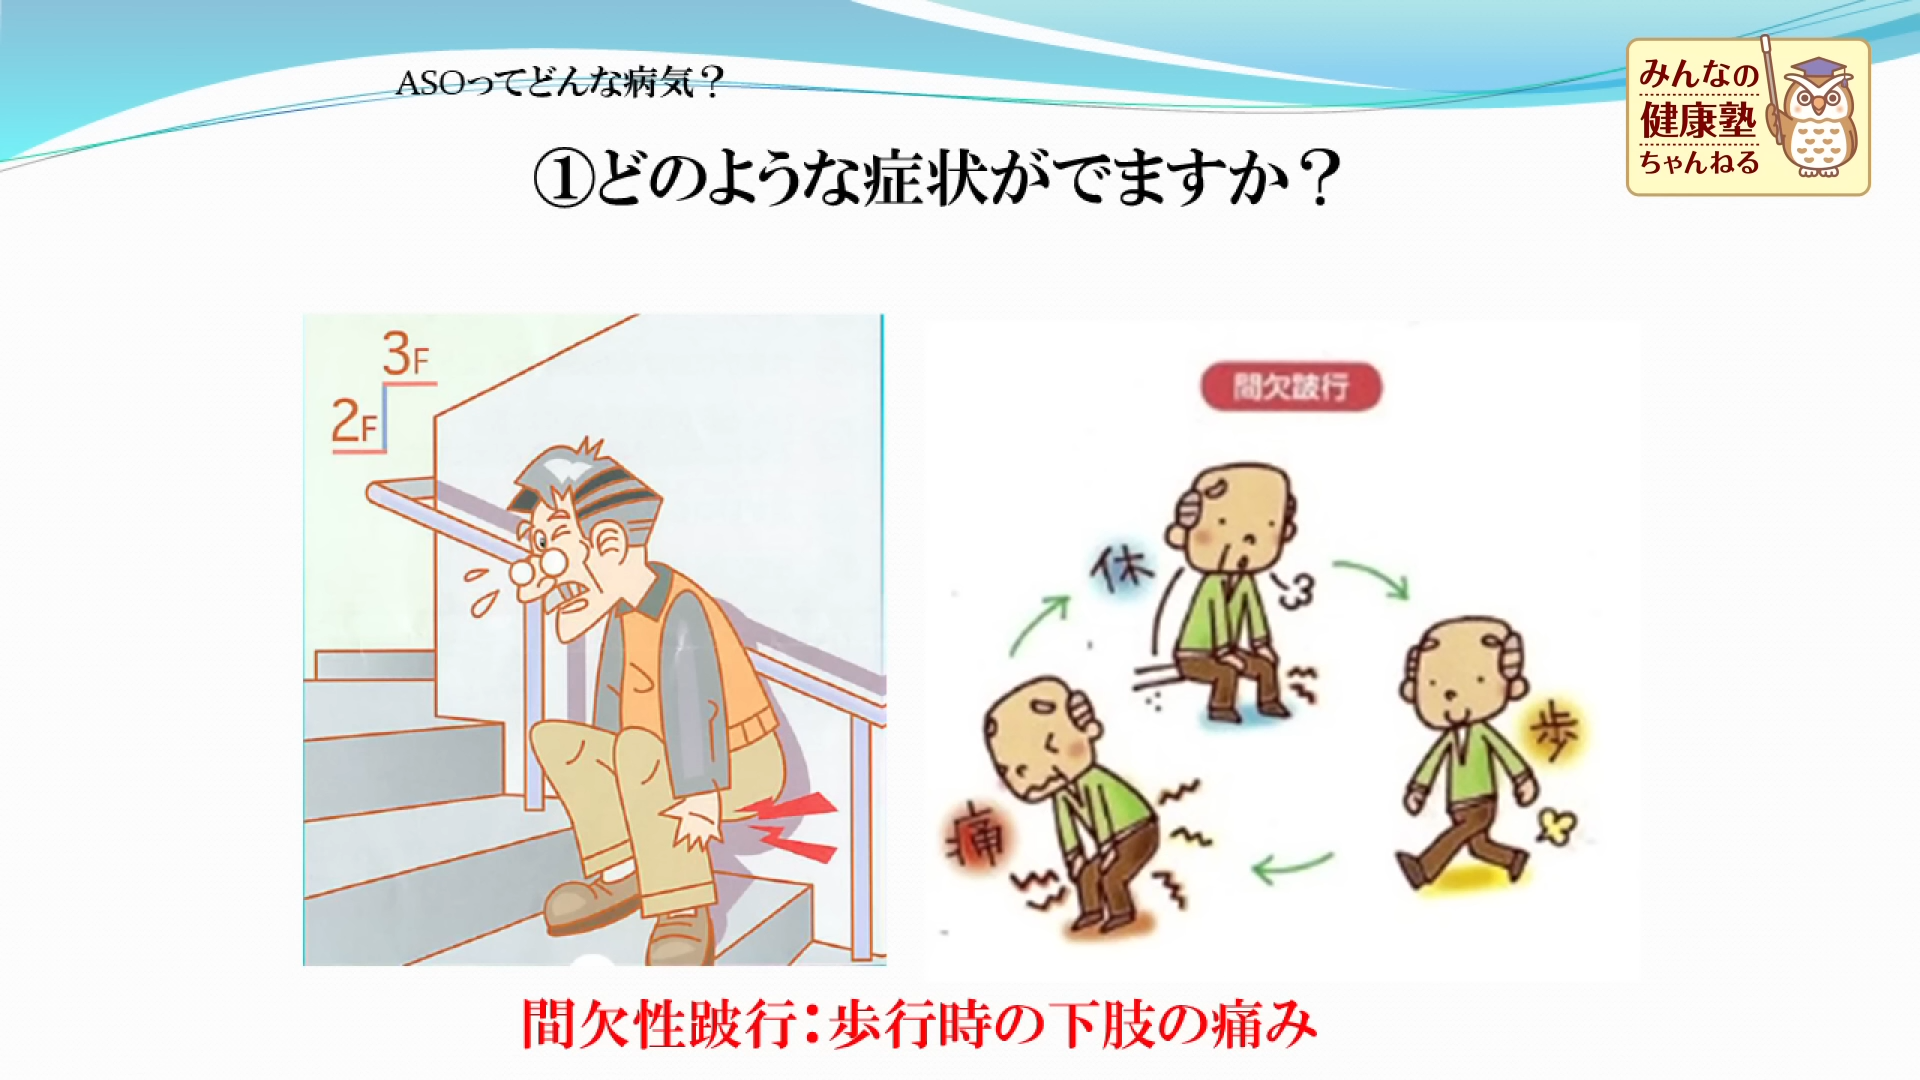 ASOってどんな病気？
みんなの
健康塾
ちゃんねる
①どのような症状がでますか？
3F
2F
間欠跛行
休
歩
痛
間欠性跛行：歩行時の下肢の痛み